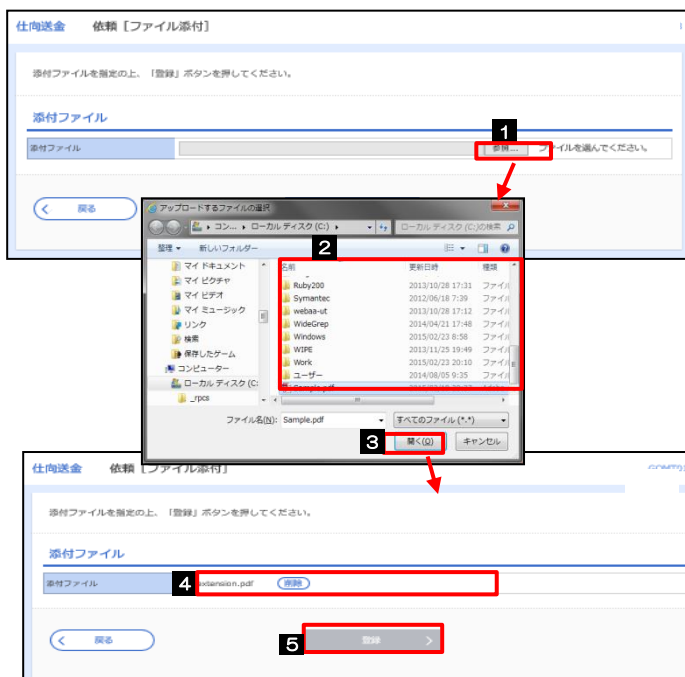 仕向送金 依頼［ファイル添付］
添付ファイルを指定の上、「登録」ボタンを押してください。
添付ファイル
1
添付ファイル 参照... ファイルを選んでください。
戻る
アップロードするファイルの選択
コン... ローカル ディスク (C:) ローカル ディスク (C:)の検索
整理 新しいフォルダー
2
名前 更新日時 種類
マイ ドキュメント
マイ ピクチャ
マイ ビデオ
マイ ミュージック
リンク
検索
保存したゲーム
コンピューター
ローカル ディスク (C:
_rpcs
Ruby200 2013/10/28 17:31 ファイル
Symantec 2012/06/18 7:39 ファイル
webaa-ut 2013/10/28 17:12 ファイル
WideGrep 2014/04/21 17:48 ファイル
Windows 2015/02/23 8:58 ファイル
WIPE 2013/11/25 19:49 ファイル
Work 2015/02/23 20:10 ファイル
ユーザー 2014/08/05 9:35 ファイル
Sample.pdf
ファイル名(N): Sample.pdf すべてのファイル (*.*)
3 開く(O) キャンセル
仕向送金 依頼［ファイル添付］
添付ファイルを指定の上、「登録」ボタンを押してください。
添付ファイル
添付ファイル 4 extension.pdf 削除
戻る 5 登録